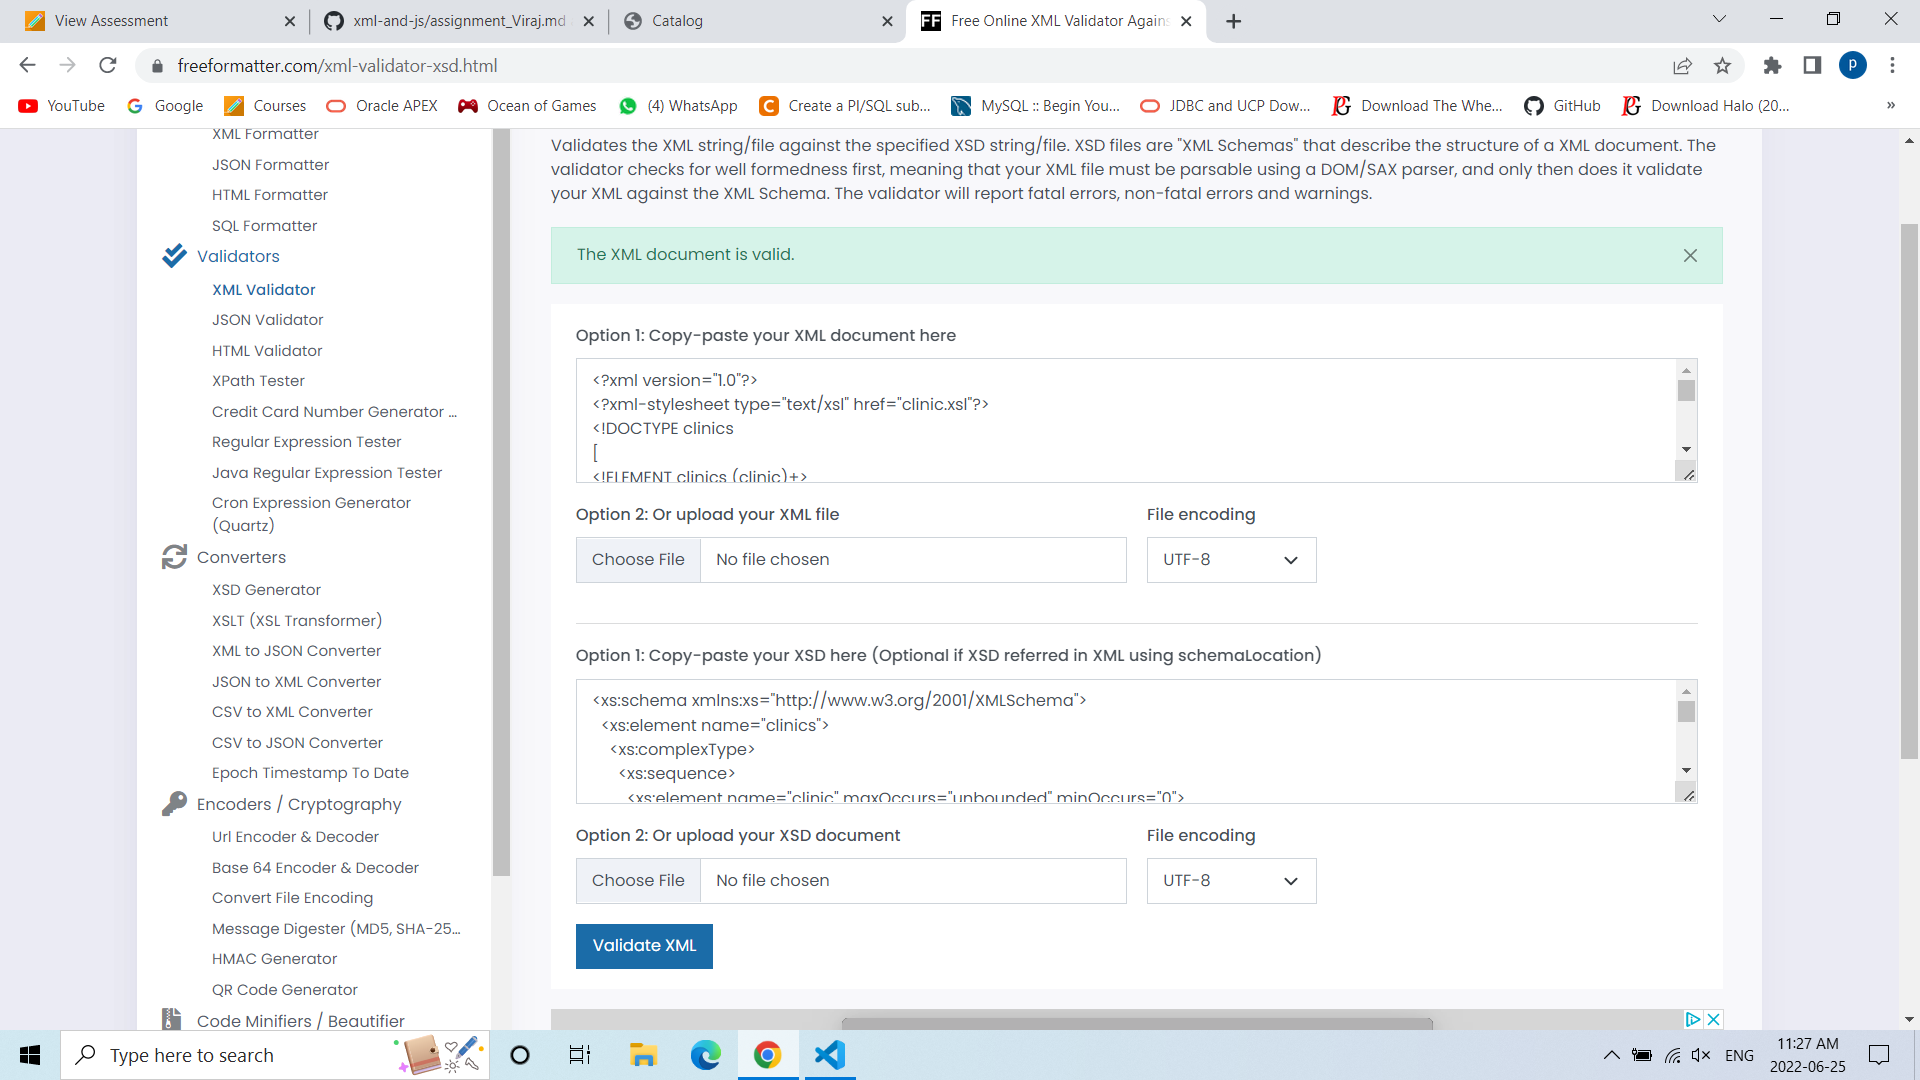 View Assessment
xml-and-js/assignment_Viraj.md
Catalog
FF Free Online XML Validator Again
freeformatter.com/xml-validator-xsd.html
P
YouTube
Google
Courses
Oracle APEX
Ocean of Games
(4) WhatsApp
Create a Pl/SQL sub...
MySQL :: Begin You...
JDBC and UCP Dow...
Download The Whe...
GitHub
Download Halo (20...
»
XML Formatter
JSON Formatter
HTML Formatter
SQL Formatter
Validators
XML Validator
JSON Validator
HTML Validator
XPath Tester
Credit Card Number Generator ...
Regular Expression Tester
Java Regular Expression Tester
Cron Expression Generator
(Quartz)
Converters
XSD Generator
XSLT (XSL Transformer)
XML to JSON Converter
JSON to XML Converter
CSV to XML Converter
CSV to JSON Converter
Epoch Timestamp To Date
Encoders / Cryptography
Url Encoder & Decoder
Base 64 Encoder & Decoder
Convert File Encoding
Message Digester (MD5, SHA-25...
HMAC Generator
QR Code Generator
Code Minifiers / Beautifier
Validates the XML string/file against the specified XSD string/file. XSD files are "XML Schemas" that describe the structure of a XML document. The
validator checks for well formedness first, meaning that your XML file must be parsable using a DOM/SAX parser, and only then does it validate
your XML against the XML Schema. The validator will report fatal errors, non-fatal errors and warnings.
The XML document is valid.
Option 1: Copy-paste your XML document here
<?xml version="1.0"?>
<?xml-stylesheet type="text/xsl" href="clinic.xsl"?>
<!DOCTYPE clinics
[
<!ELEMENT clinics (clinic)+>
Option 2: Or upload your XML file
File encoding
Choose File No file chosen
UTF-8
Option 1: Copy-paste your XSD here (Optional if XSD referred in XML using schemaLocation)
<xs:schema xmlns:xs="http://www.w3.org/2001/XMLSchema">
<xs:element name="clinics">
<xs:complexType>
<xs:sequence>
<xs:element name="clinic" maxOccurs="unbounded" minOccurs="0">
Option 2: Or upload your XSD document
File encoding
Choose File No file chosen
UTF-8
Validate XML
Type here to search
ENG
11:27 AM
2022-06-25